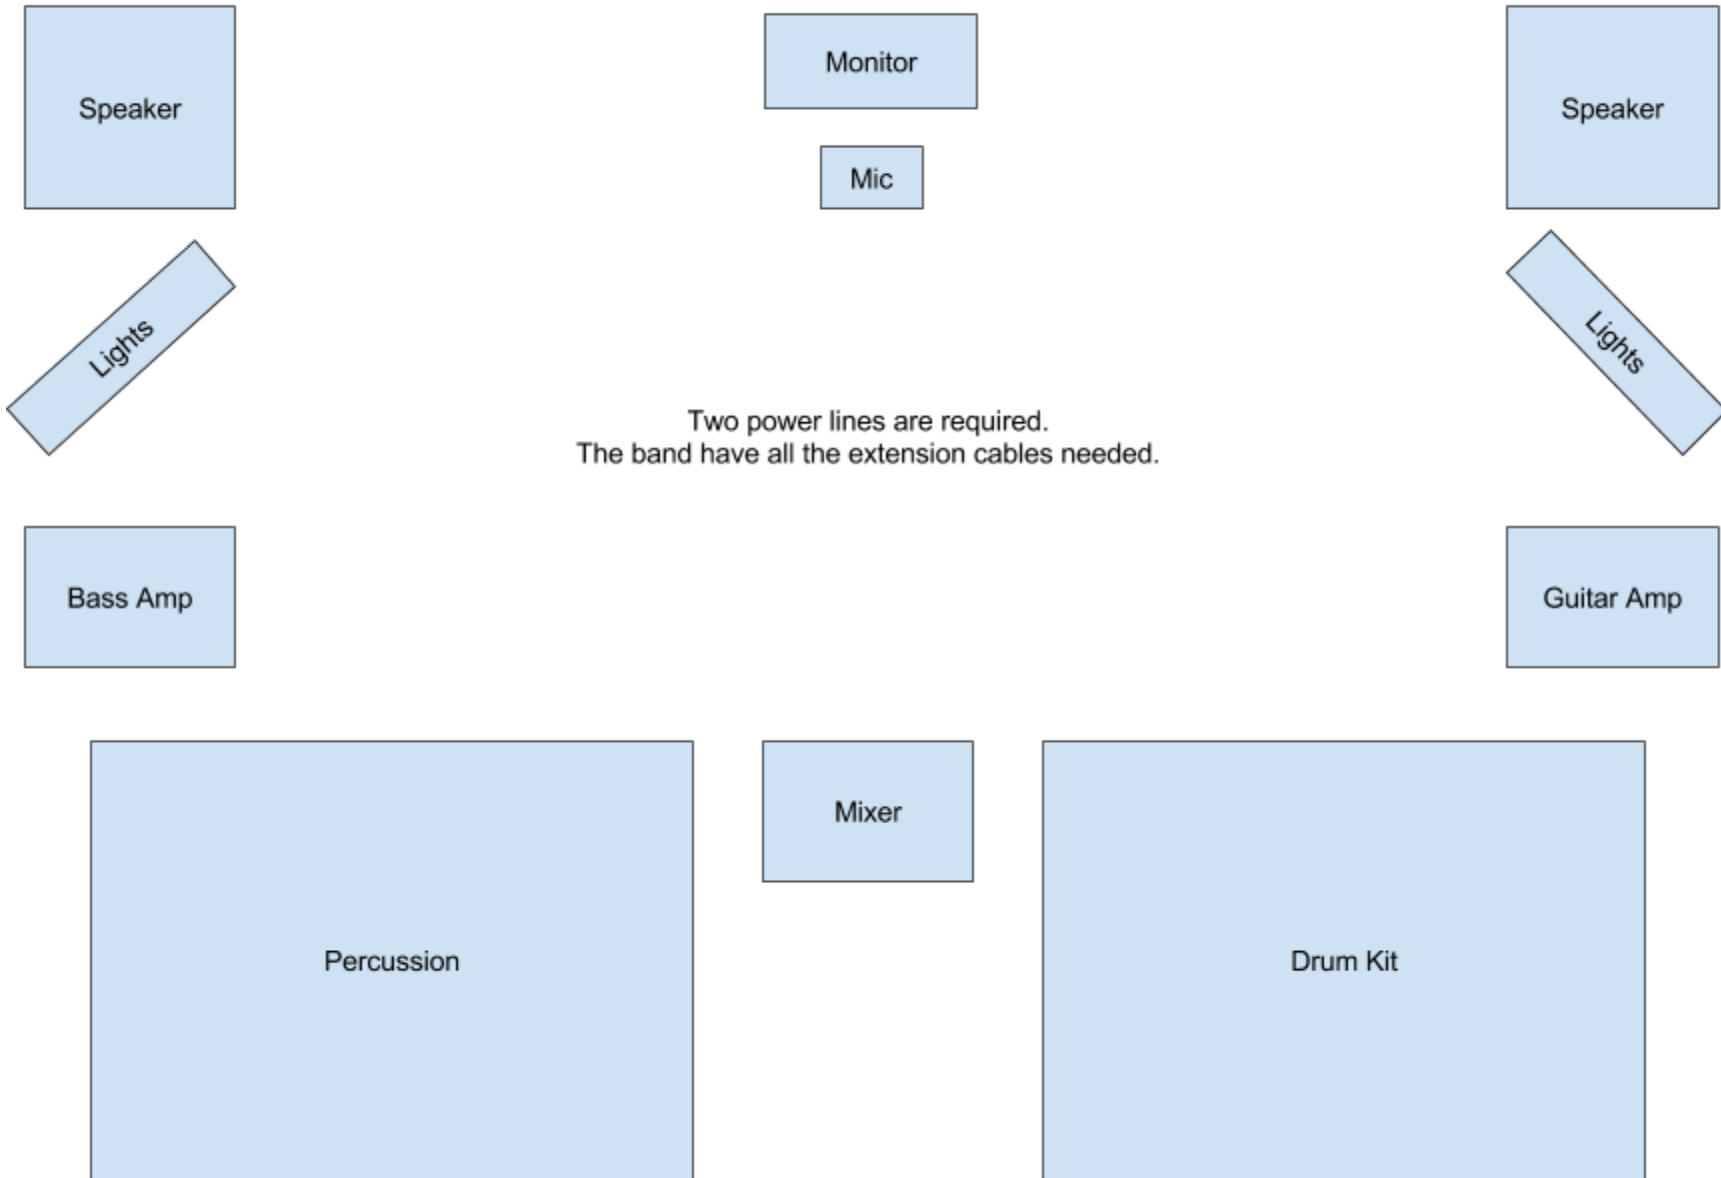 Speaker
Monitor
Speaker
Mic
Lights
Lights
Two power lines are required.
The band have all the extension cables needed.
Bass Amp
Guitar Amp
Mixer
Percussion
Drum Kit